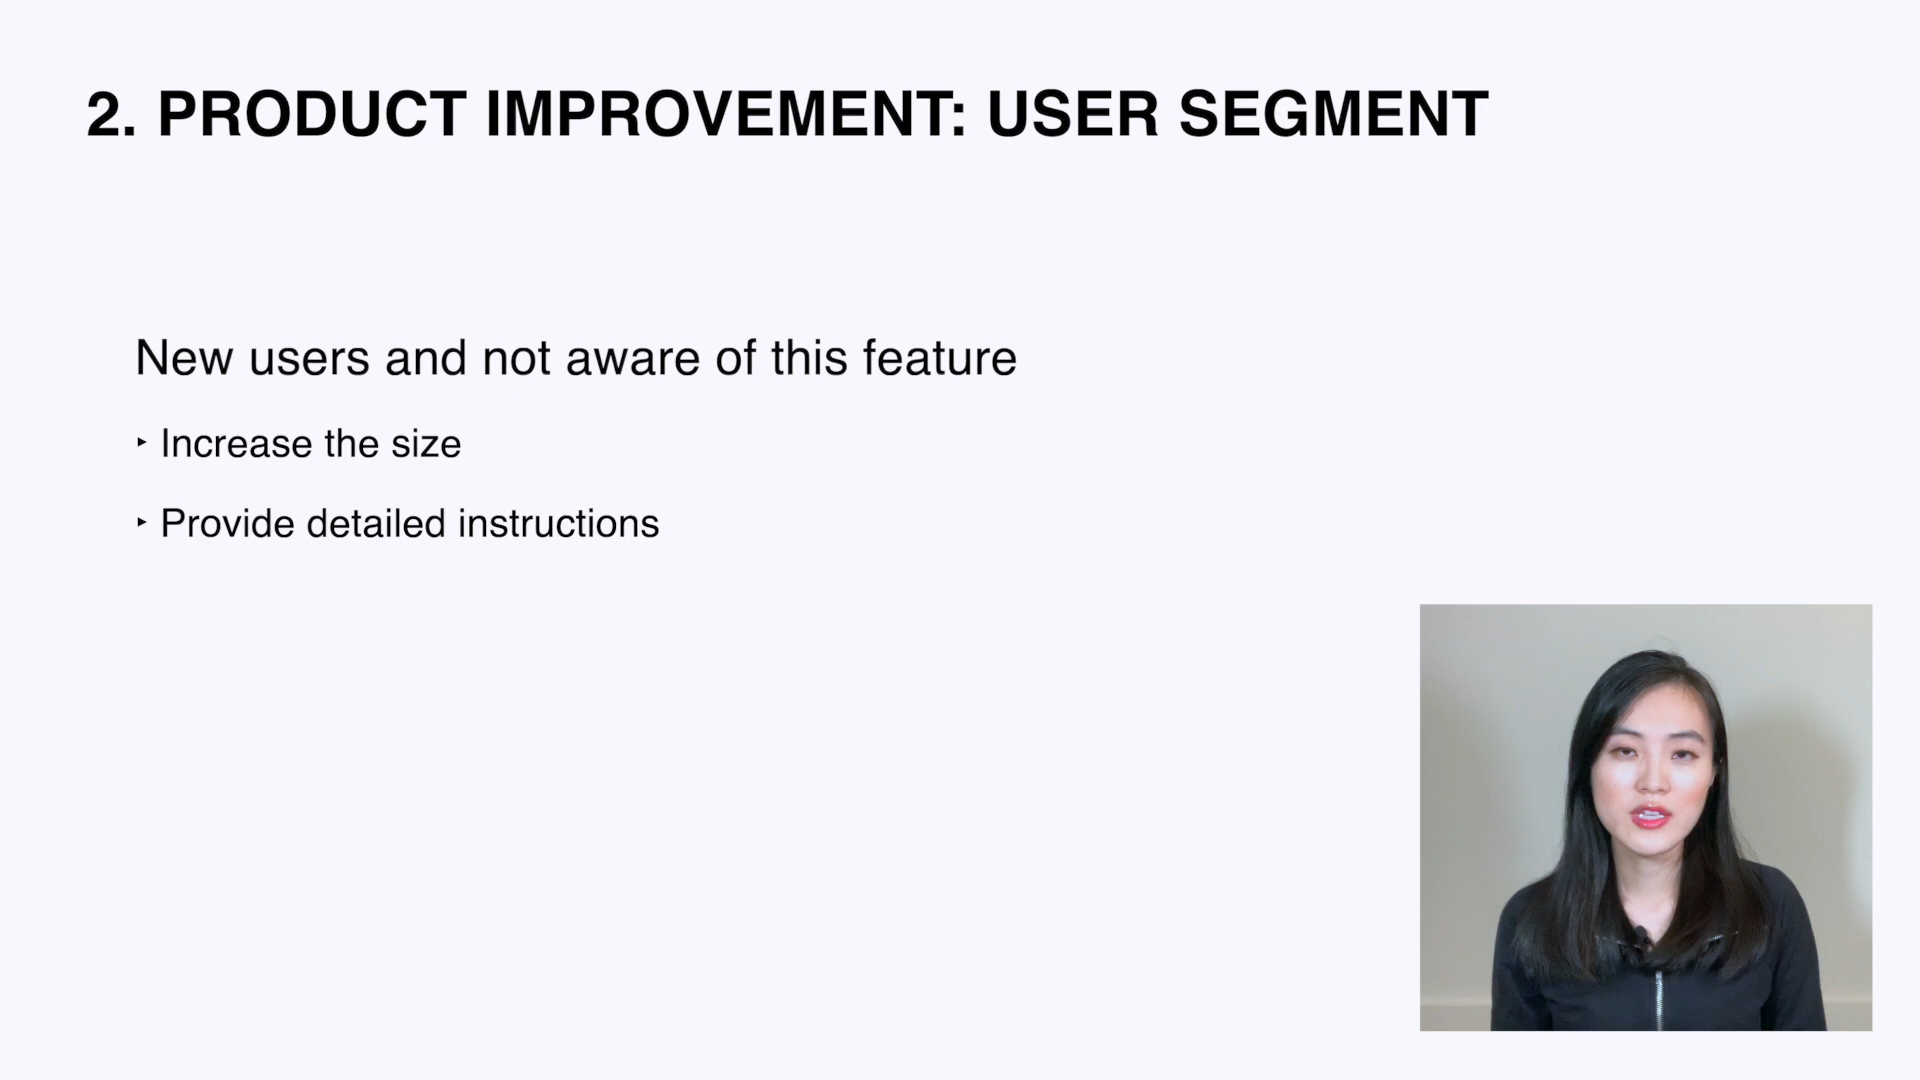 2. PRODUCT IMPROVEMENT: USER SEGMENT
New users and not aware of this feature
‣ Increase the size
‣ Provide detailed instructions